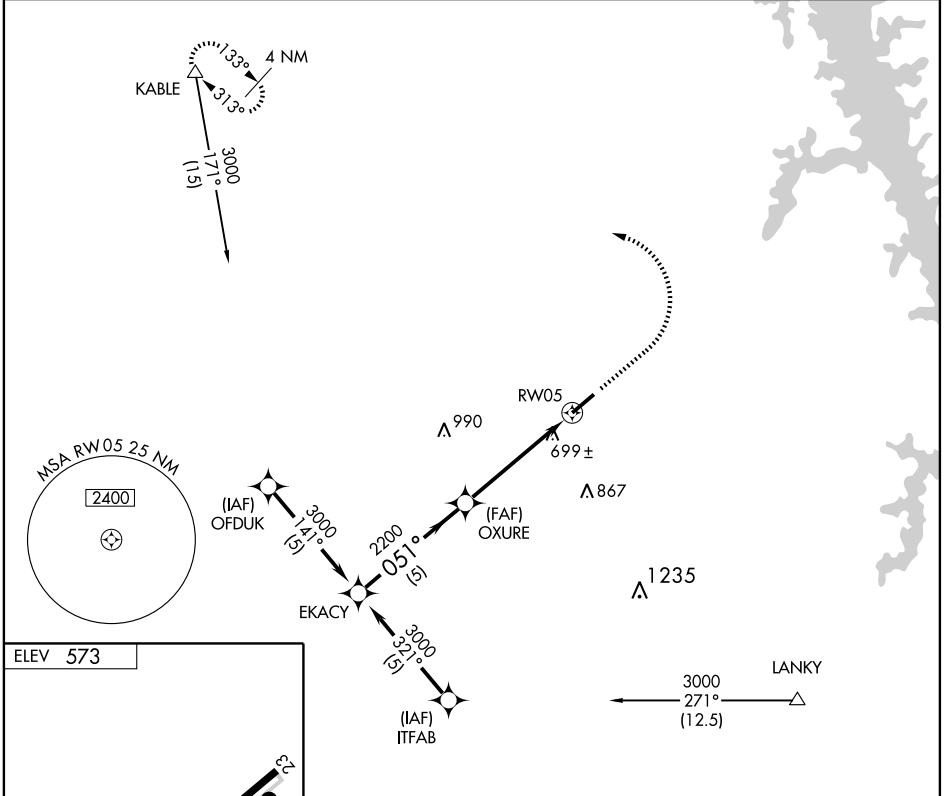 133°
4 NM
KABLE
313°
3000
171°
(15)
RW05
990
699±
MSA RW05 25 NM
2400
867
(IAF)
OFDUK
3000
141°
(5)
(FAF)
OXURE
2200
051°
(5)
1235
EKACY
3000
321°
(5)
ELEV 573
LANKY
3000
271°
(12.5)
(IAF)
ITFAB
23